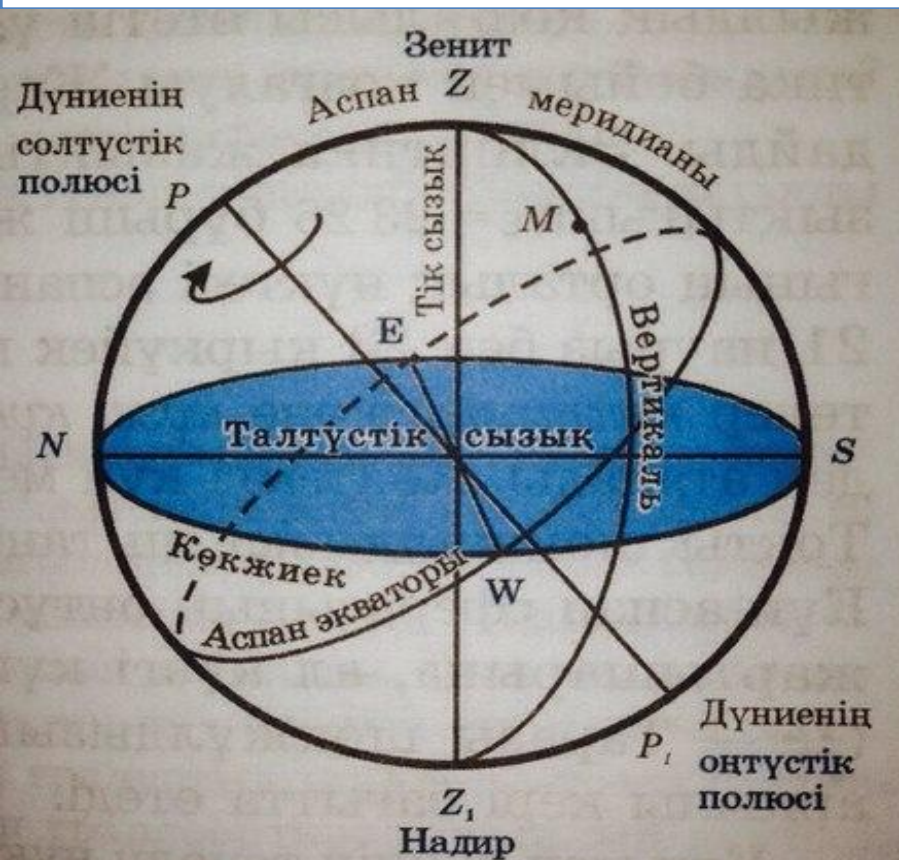 Зенит
Z
Дүниенің
солтүстік
полюсі
P
Аспан
меридианы
Тік сызық
M
E
Вертикаль
N
Талтүстік сызық
S
Көкжиек
Аспан экваторы
W
Дүниенің
оңтүстік
полюсі
P₁
Z₁
Надир